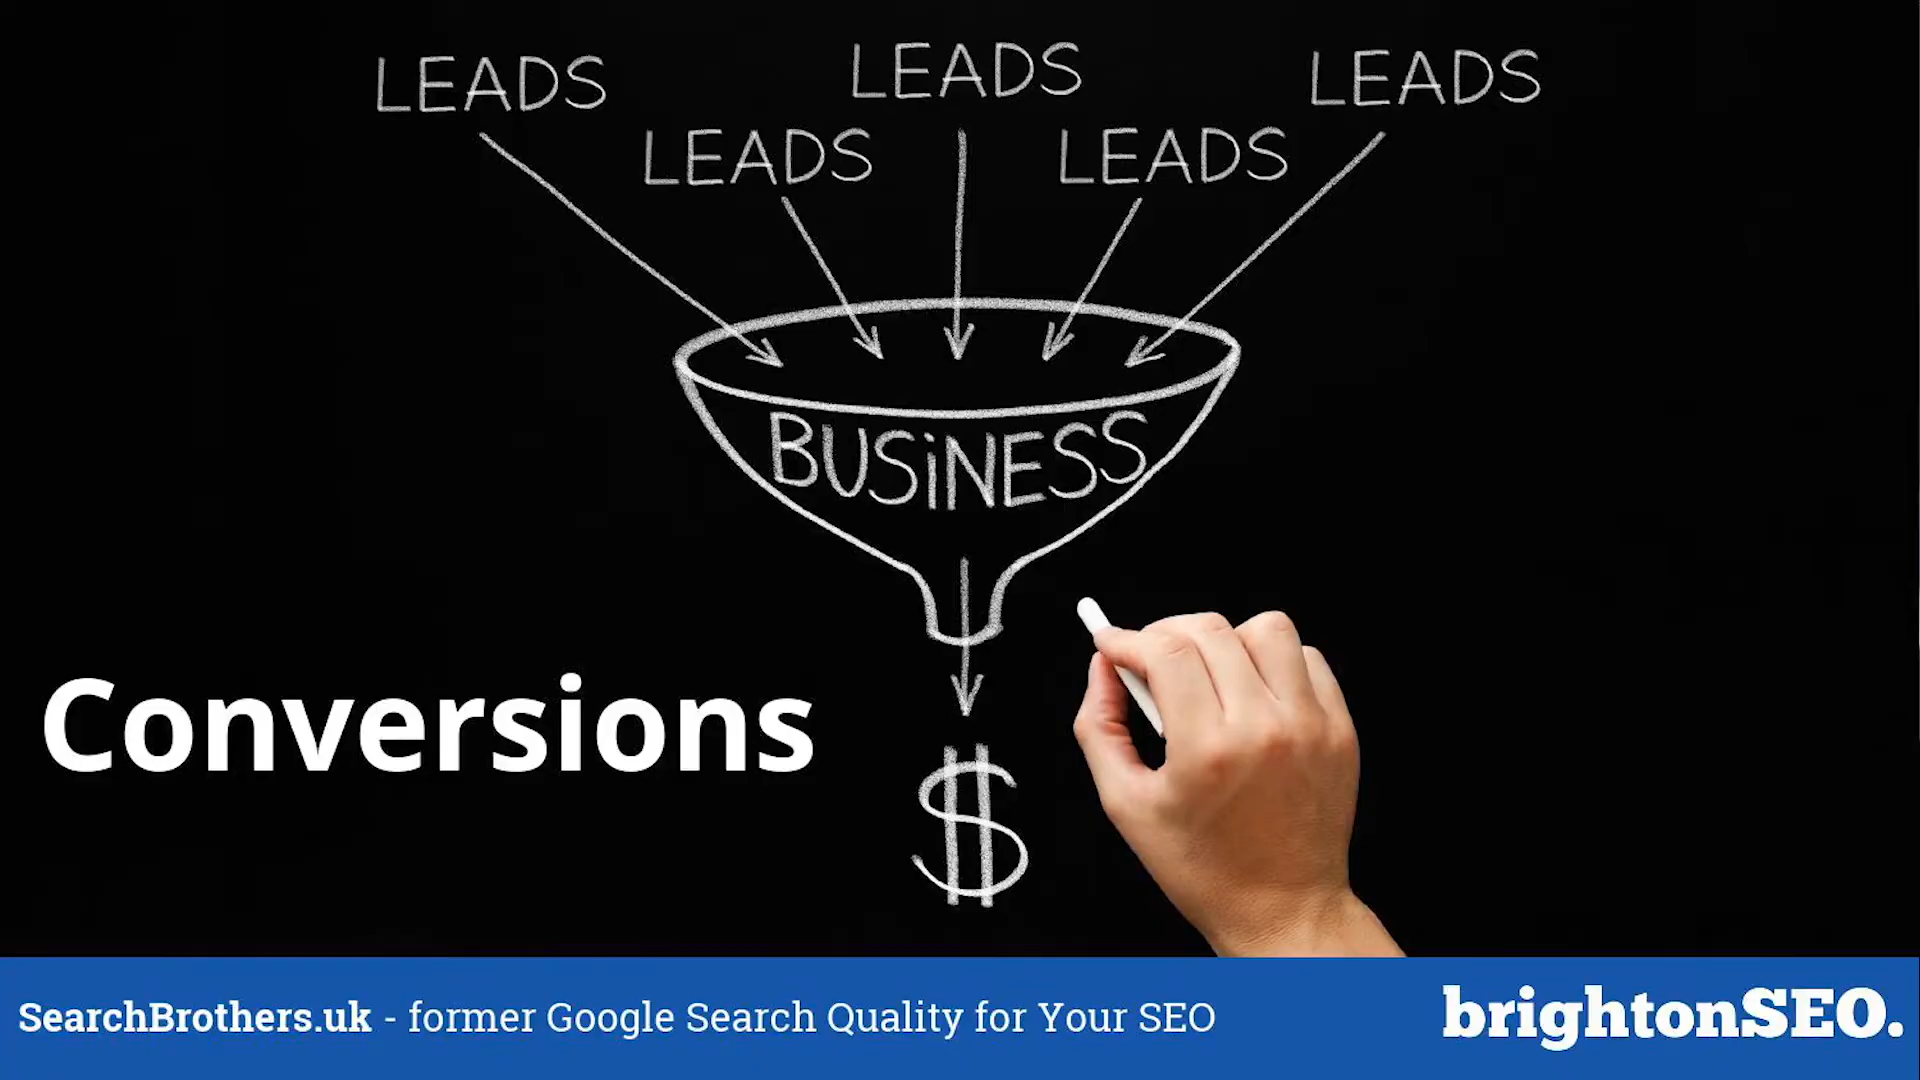 LEADS LEADS LEADS
LEADS LEADS
BUSiNESS
$
Conversions
SearchBrothers.uk - former Google Search Quality for Your SEO
brightonSEO.